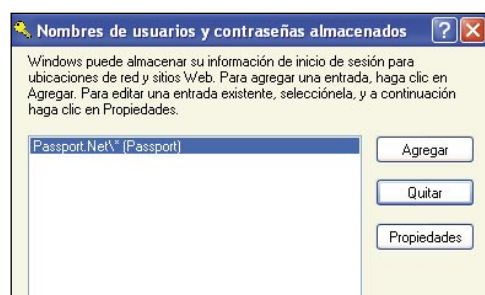 Nombres de usuarios y contraseñas almacenados
Windows puede almacenar su información de inicio de sesión para
ubicaciones de red y sitios Web. Para agregar una entrada, haga clic en
Agregar. Para editar una entrada existente, selecciónela, y a continuación
haga clic en Propiedades.
Passport.Net\* (Passport)
Agregar
Quitar
Propiedades